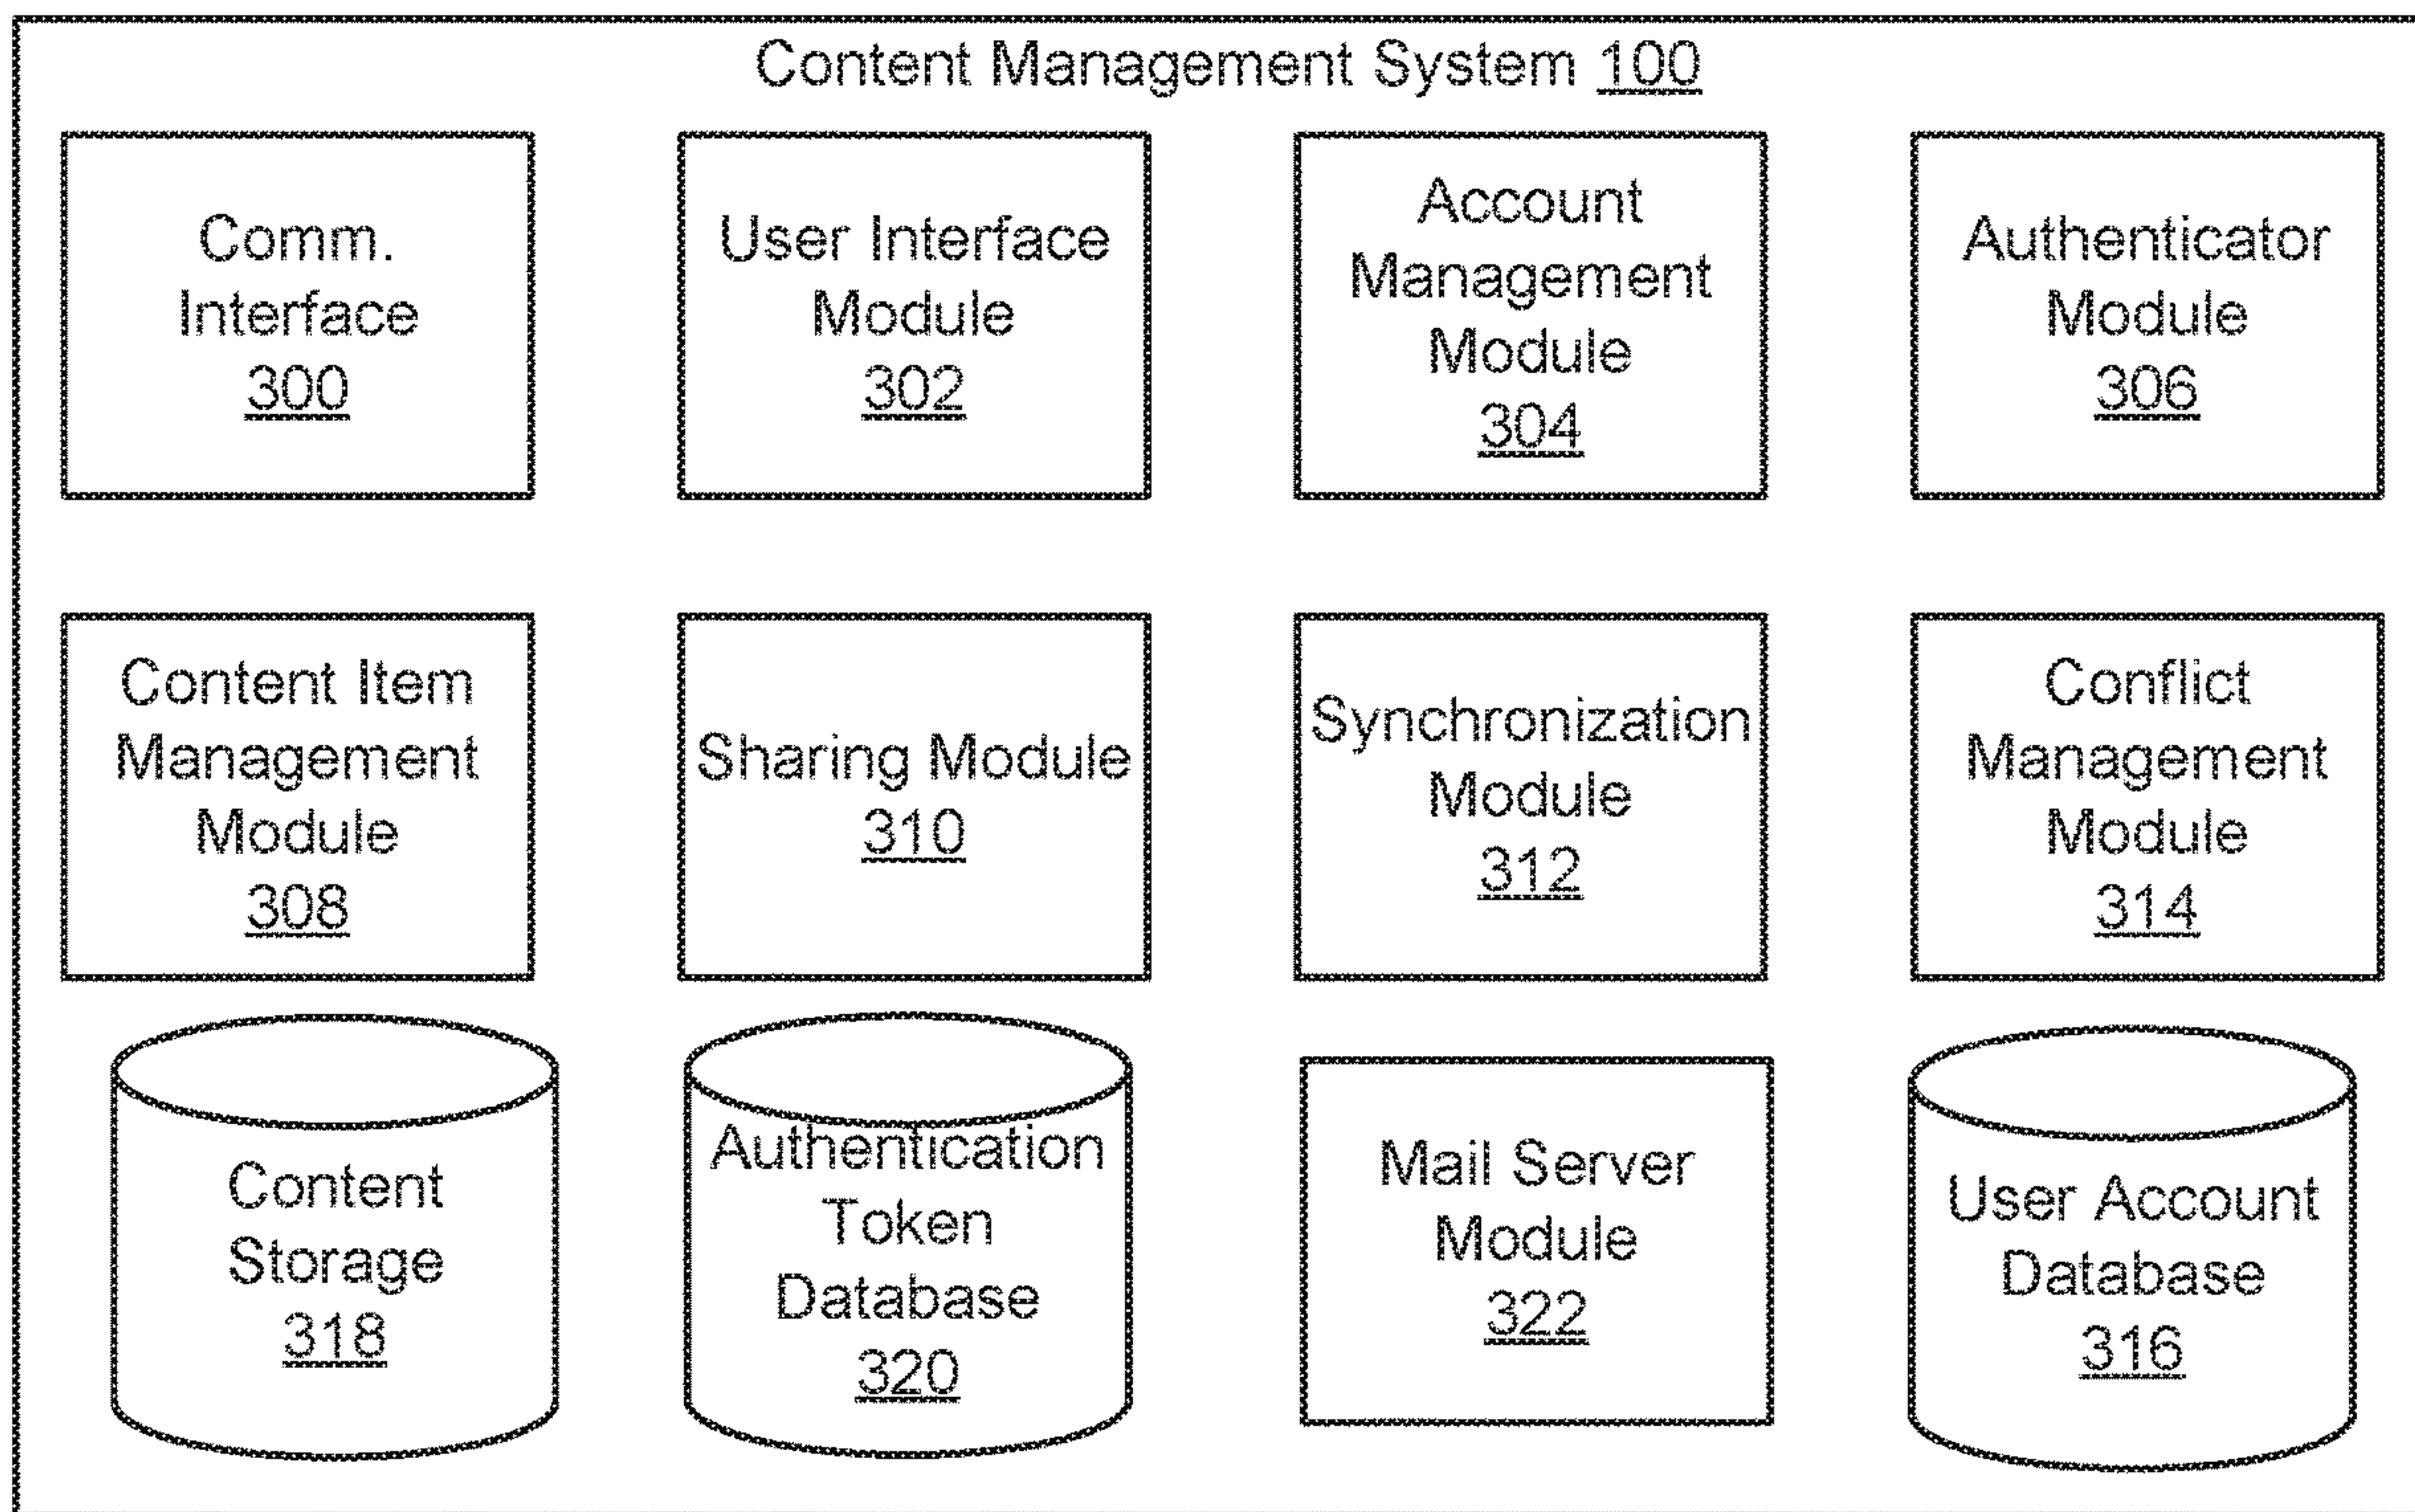 Content Management System 100
Comm.
Interface
300
User Interface
Module
302
Account
Management
Module
304
Authenticator
Module
306
Content Item
Management
Module
308
Sharing Module
310
Synchronization
Module
312
Conflict
Management
Module
314
Content
Storage
318
Authentication
Token
Database
320
Mail Server
Module
322
User Account
Database
316